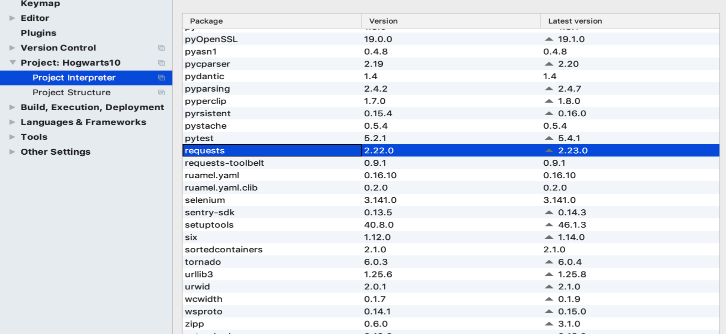 Keymap
Editor
Plugins
Version Control
Project: Hogwarts10
Project Interpreter
Project Structure
Build, Execution, Deployment
Languages & Frameworks
Tools
Other Settings
Package Version Latest version
pyOpenSSL 19.0.0 19.1.0
pyasn1 0.4.8 0.4.8
pycparser 2.19 2.20
pydantic 1.4 1.4
pyparsing 2.4.2 2.4.7
pyperclip 1.7.0 1.8.0
pyrsistent 0.15.4 0.16.0
pystache 0.5.4 0.5.4
pytest 5.2.1 5.4.1
requests 2.22.0 2.23.0
requests-toolbelt 0.9.1 0.9.1
ruamel.yaml 0.16.10 0.16.10
ruamel.yaml.clib 0.2.0 0.2.0
selenium 3.141.0 3.141.0
sentry-sdk 0.13.5 0.14.3
setuptools 40.8.0 46.1.3
six 1.12.0 1.14.0
sortedcontainers 2.1.0 2.1.0
tornado 6.0.3 6.0.4
urllib3 1.25.6 1.25.8
urwid 2.0.1 2.1.0
wcwidth 0.1.7 0.1.9
wsproto 0.14.1 0.15.0
zipp 0.6.0 3.1.0